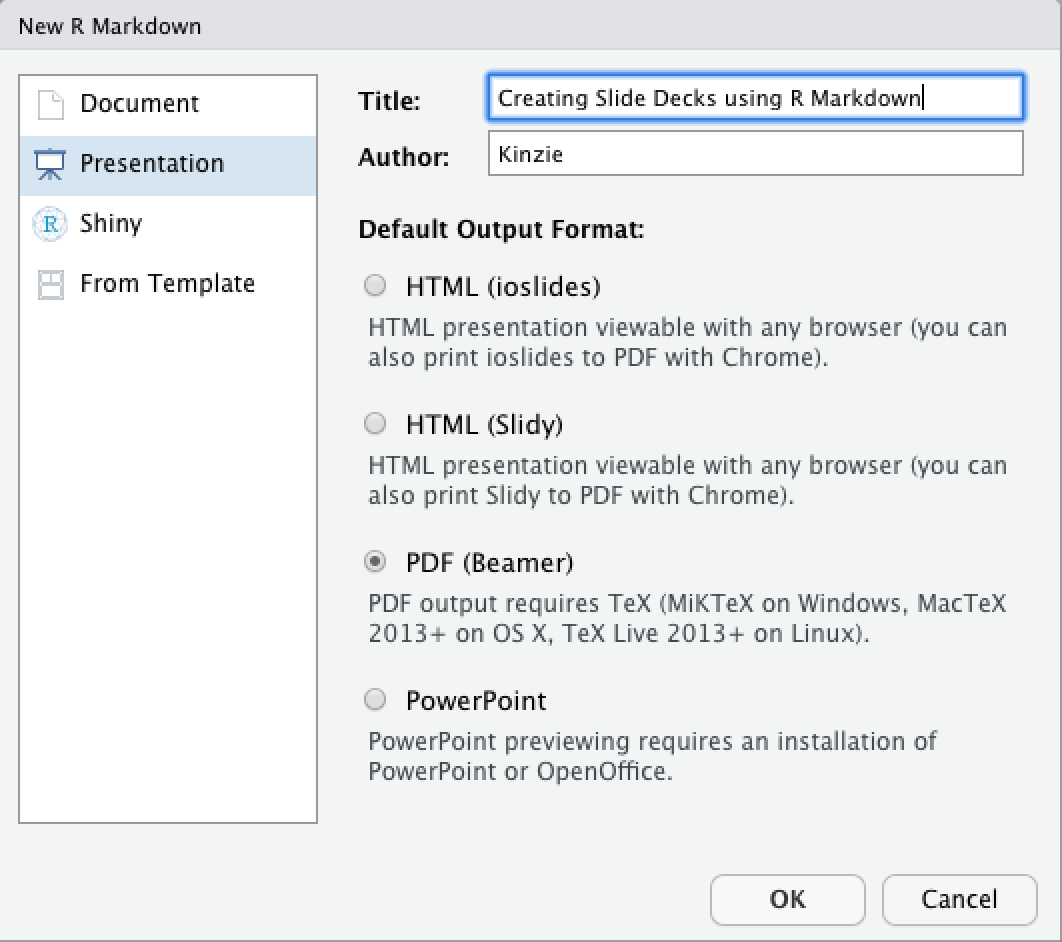 New R Markdown
Document
Presentation
Shiny
From Template
Title:
Creating Slide Decks using R Markdown
Author:
Kinzie
Default Output Format:
HTML (ioslides)
HTML presentation viewable with any browser (you can
also print ioslides to PDF with Chrome).
HTML (Slidy)
HTML presentation viewable with any browser (you can
also print Slidy to PDF with Chrome).
PDF (Beamer)
PDF output requires TeX (MiKTeX on Windows, MacTeX
2013+ on OS X, TeX Live 2013+ on Linux).
PowerPoint
PowerPoint previewing requires an installation of
PowerPoint or OpenOffice.
OK
Cancel